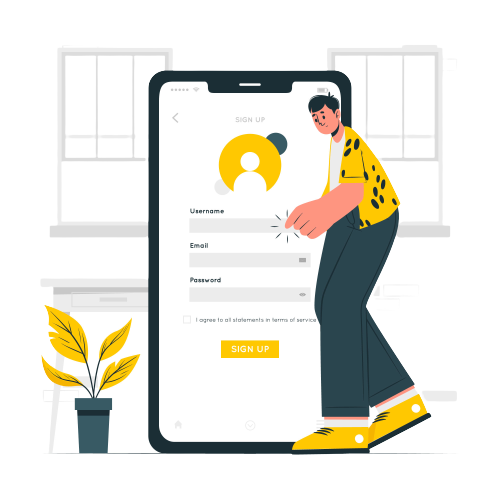 SIGN UP
Username
Email
Password
I agree to all statements in terms of service
SIGN UP